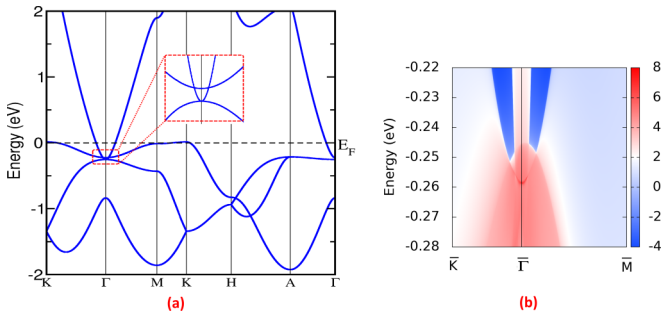 2
1
0
-1
-2
Energy (eV)
E_F
K Γ M K H A Γ
(a)
-0.22
-0.23
-0.24
-0.25
-0.26
-0.27
-0.28
Energy (eV)
K̅ Γ̅ M̅
8
6
4
2
0
-2
-4
(b)